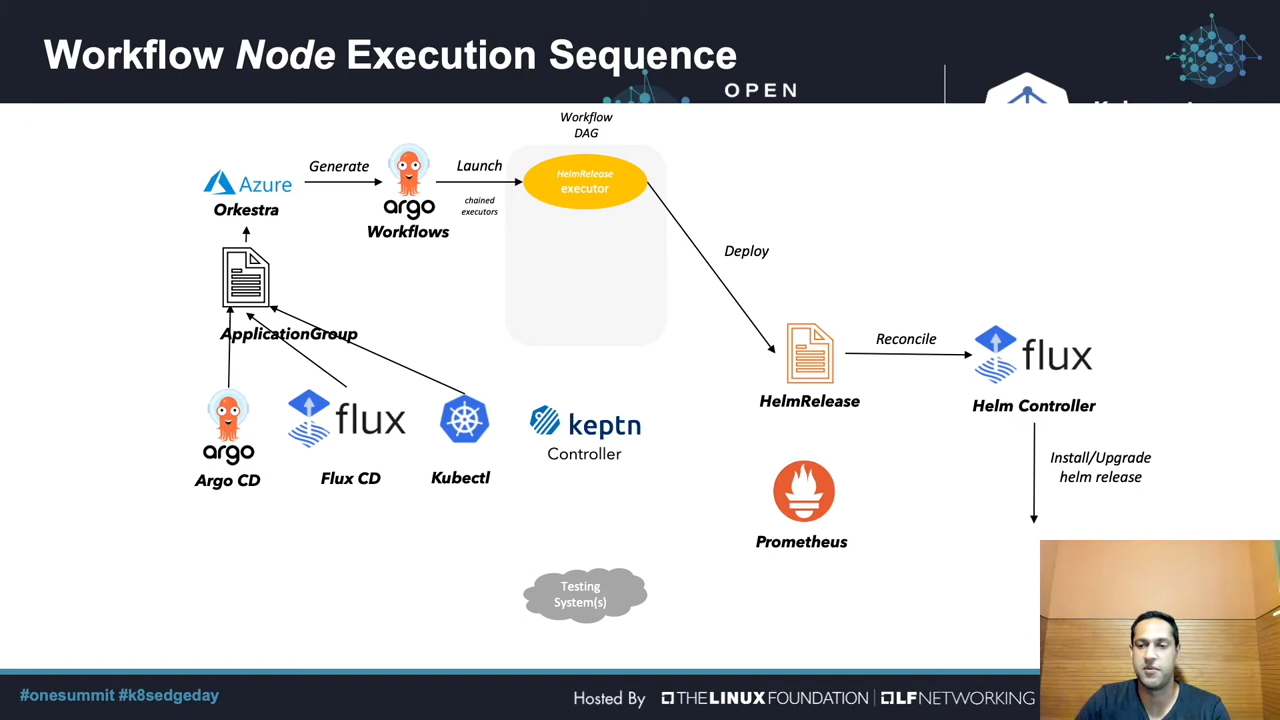 Workflow Node Execution Sequence
OPEN
Workflow
DAG
Generate
Launch
HelmRelease
executor
Azure
Orkestra
argo
Workflows
chained
executors
Deploy
ApplicationGroup
Reconcile
flux
HelmRelease
Helm Controller
argo
Argo CD
flux
Flux CD
Kubectl
keptn
Controller
Install/Upgrade
helm release
Prometheus
Testing
System(s)
#onesummit #k8sedgeday
Hosted By
THE LINUX FOUNDATION
LF NETWORKING